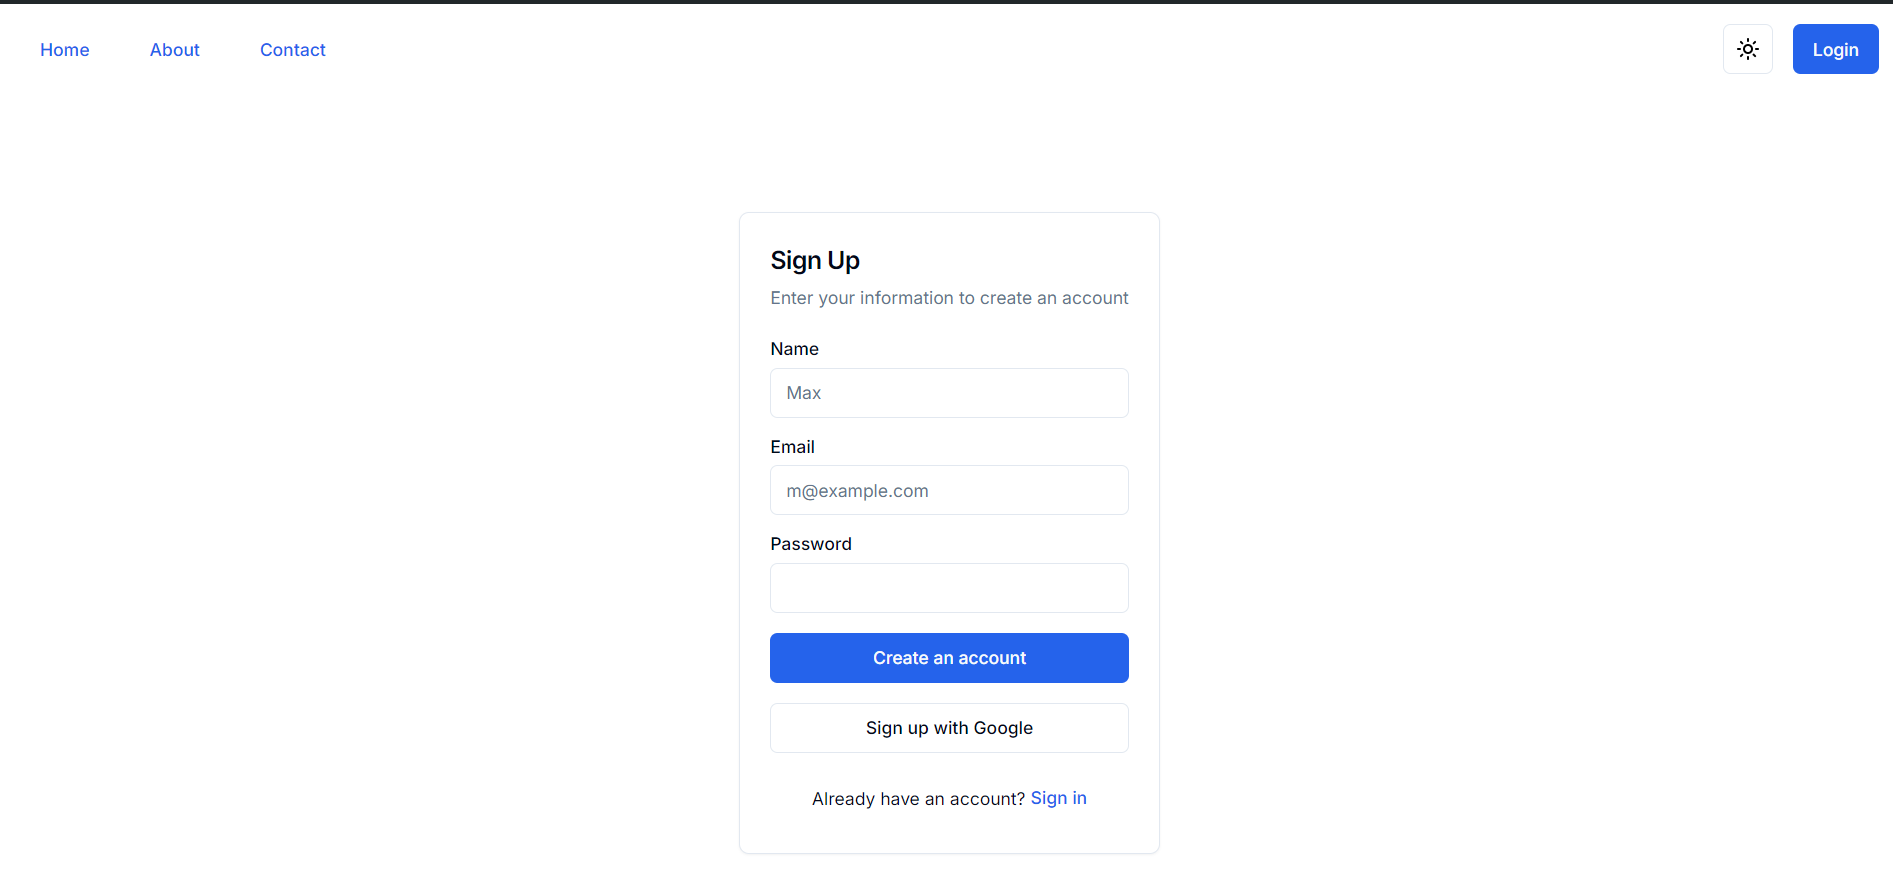 Home About Contact Login
Sign Up
Enter your information to create an account
Name
Max
Email
m@example.com
Password
Create an account
Sign up with Google
Already have an account? Sign in